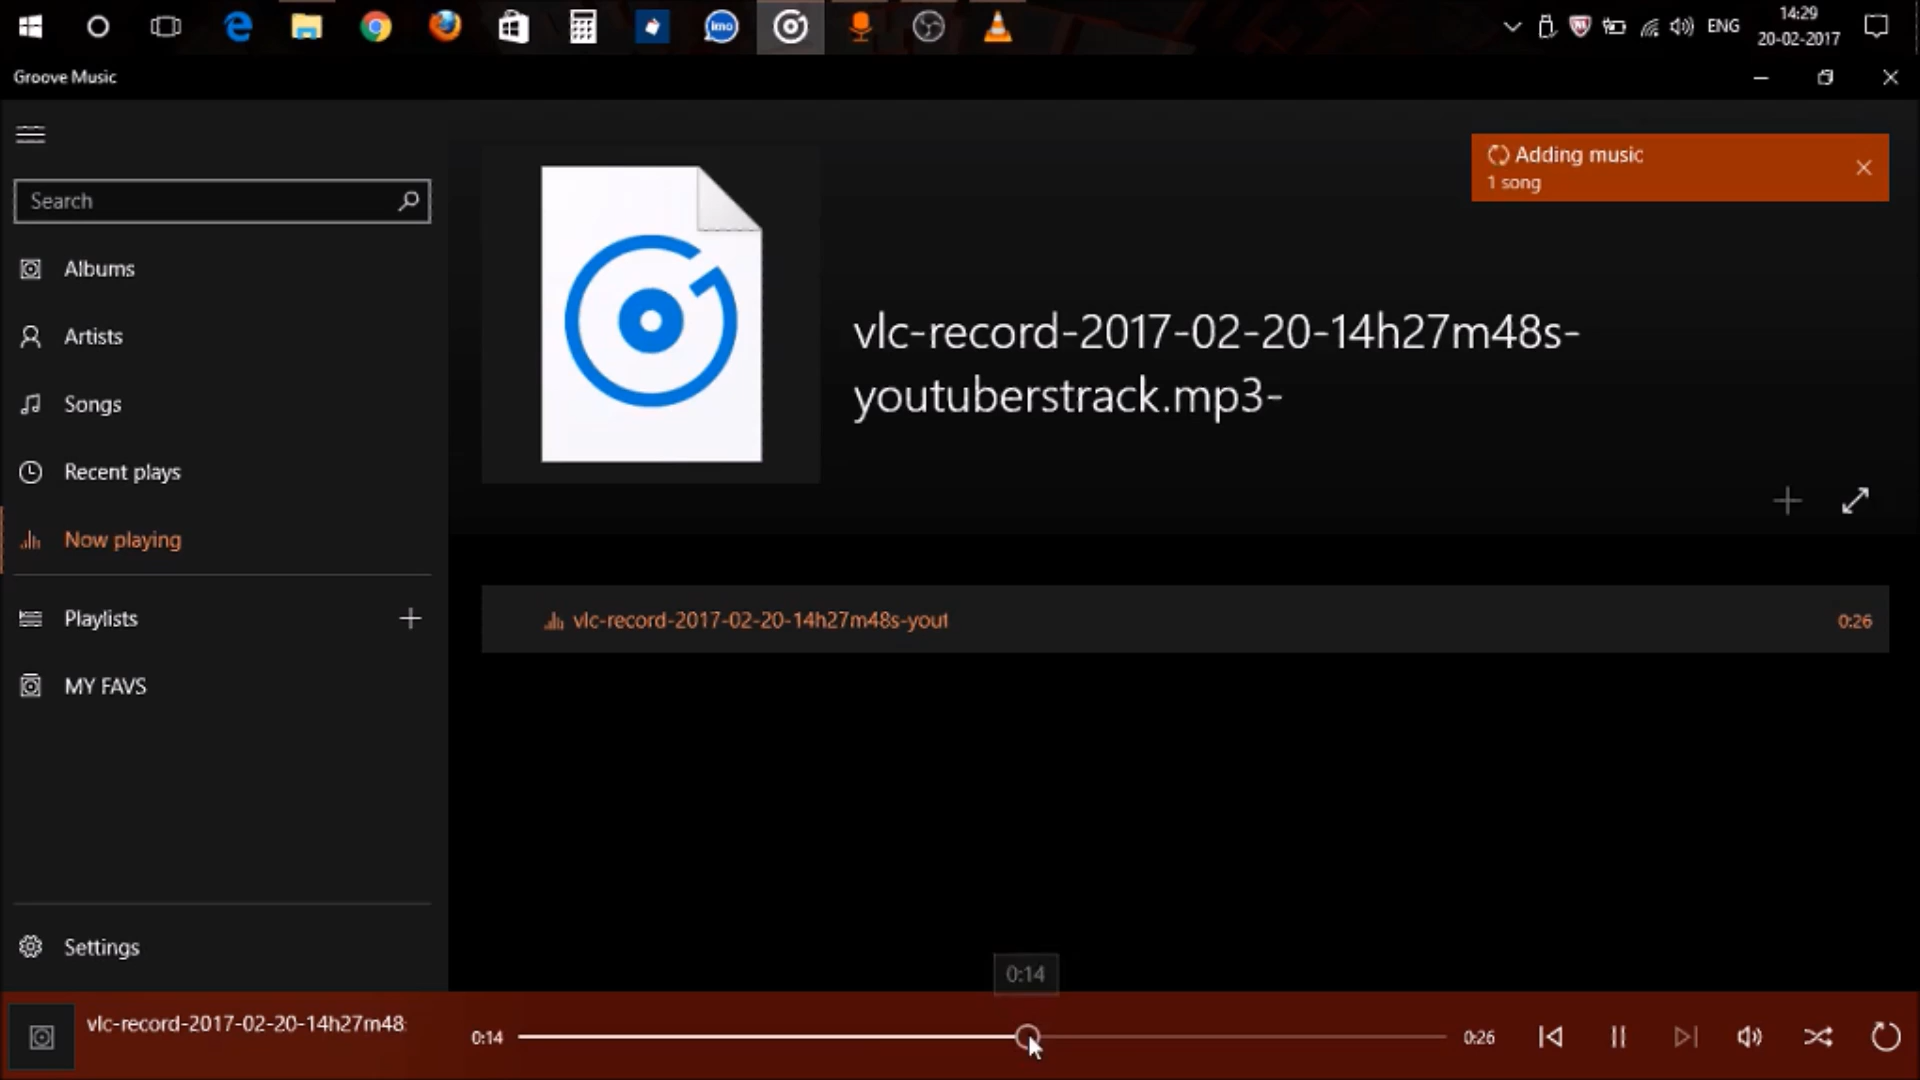 imo
ENG
14:29
20-02-2017
Groove Music
Adding music
1 song
Search
Albums
Artists
Songs
Recent plays
Now playing
Playlists
MY FAVS
Settings
vlc-record-2017-02-20-14h27m48s-
youtuberstrack.mp3-
vlc-record-2017-02-20-14h27m48s-yout
0:26
0:14
vlc-record-2017-02-20-14h27m48
0:14
0:26